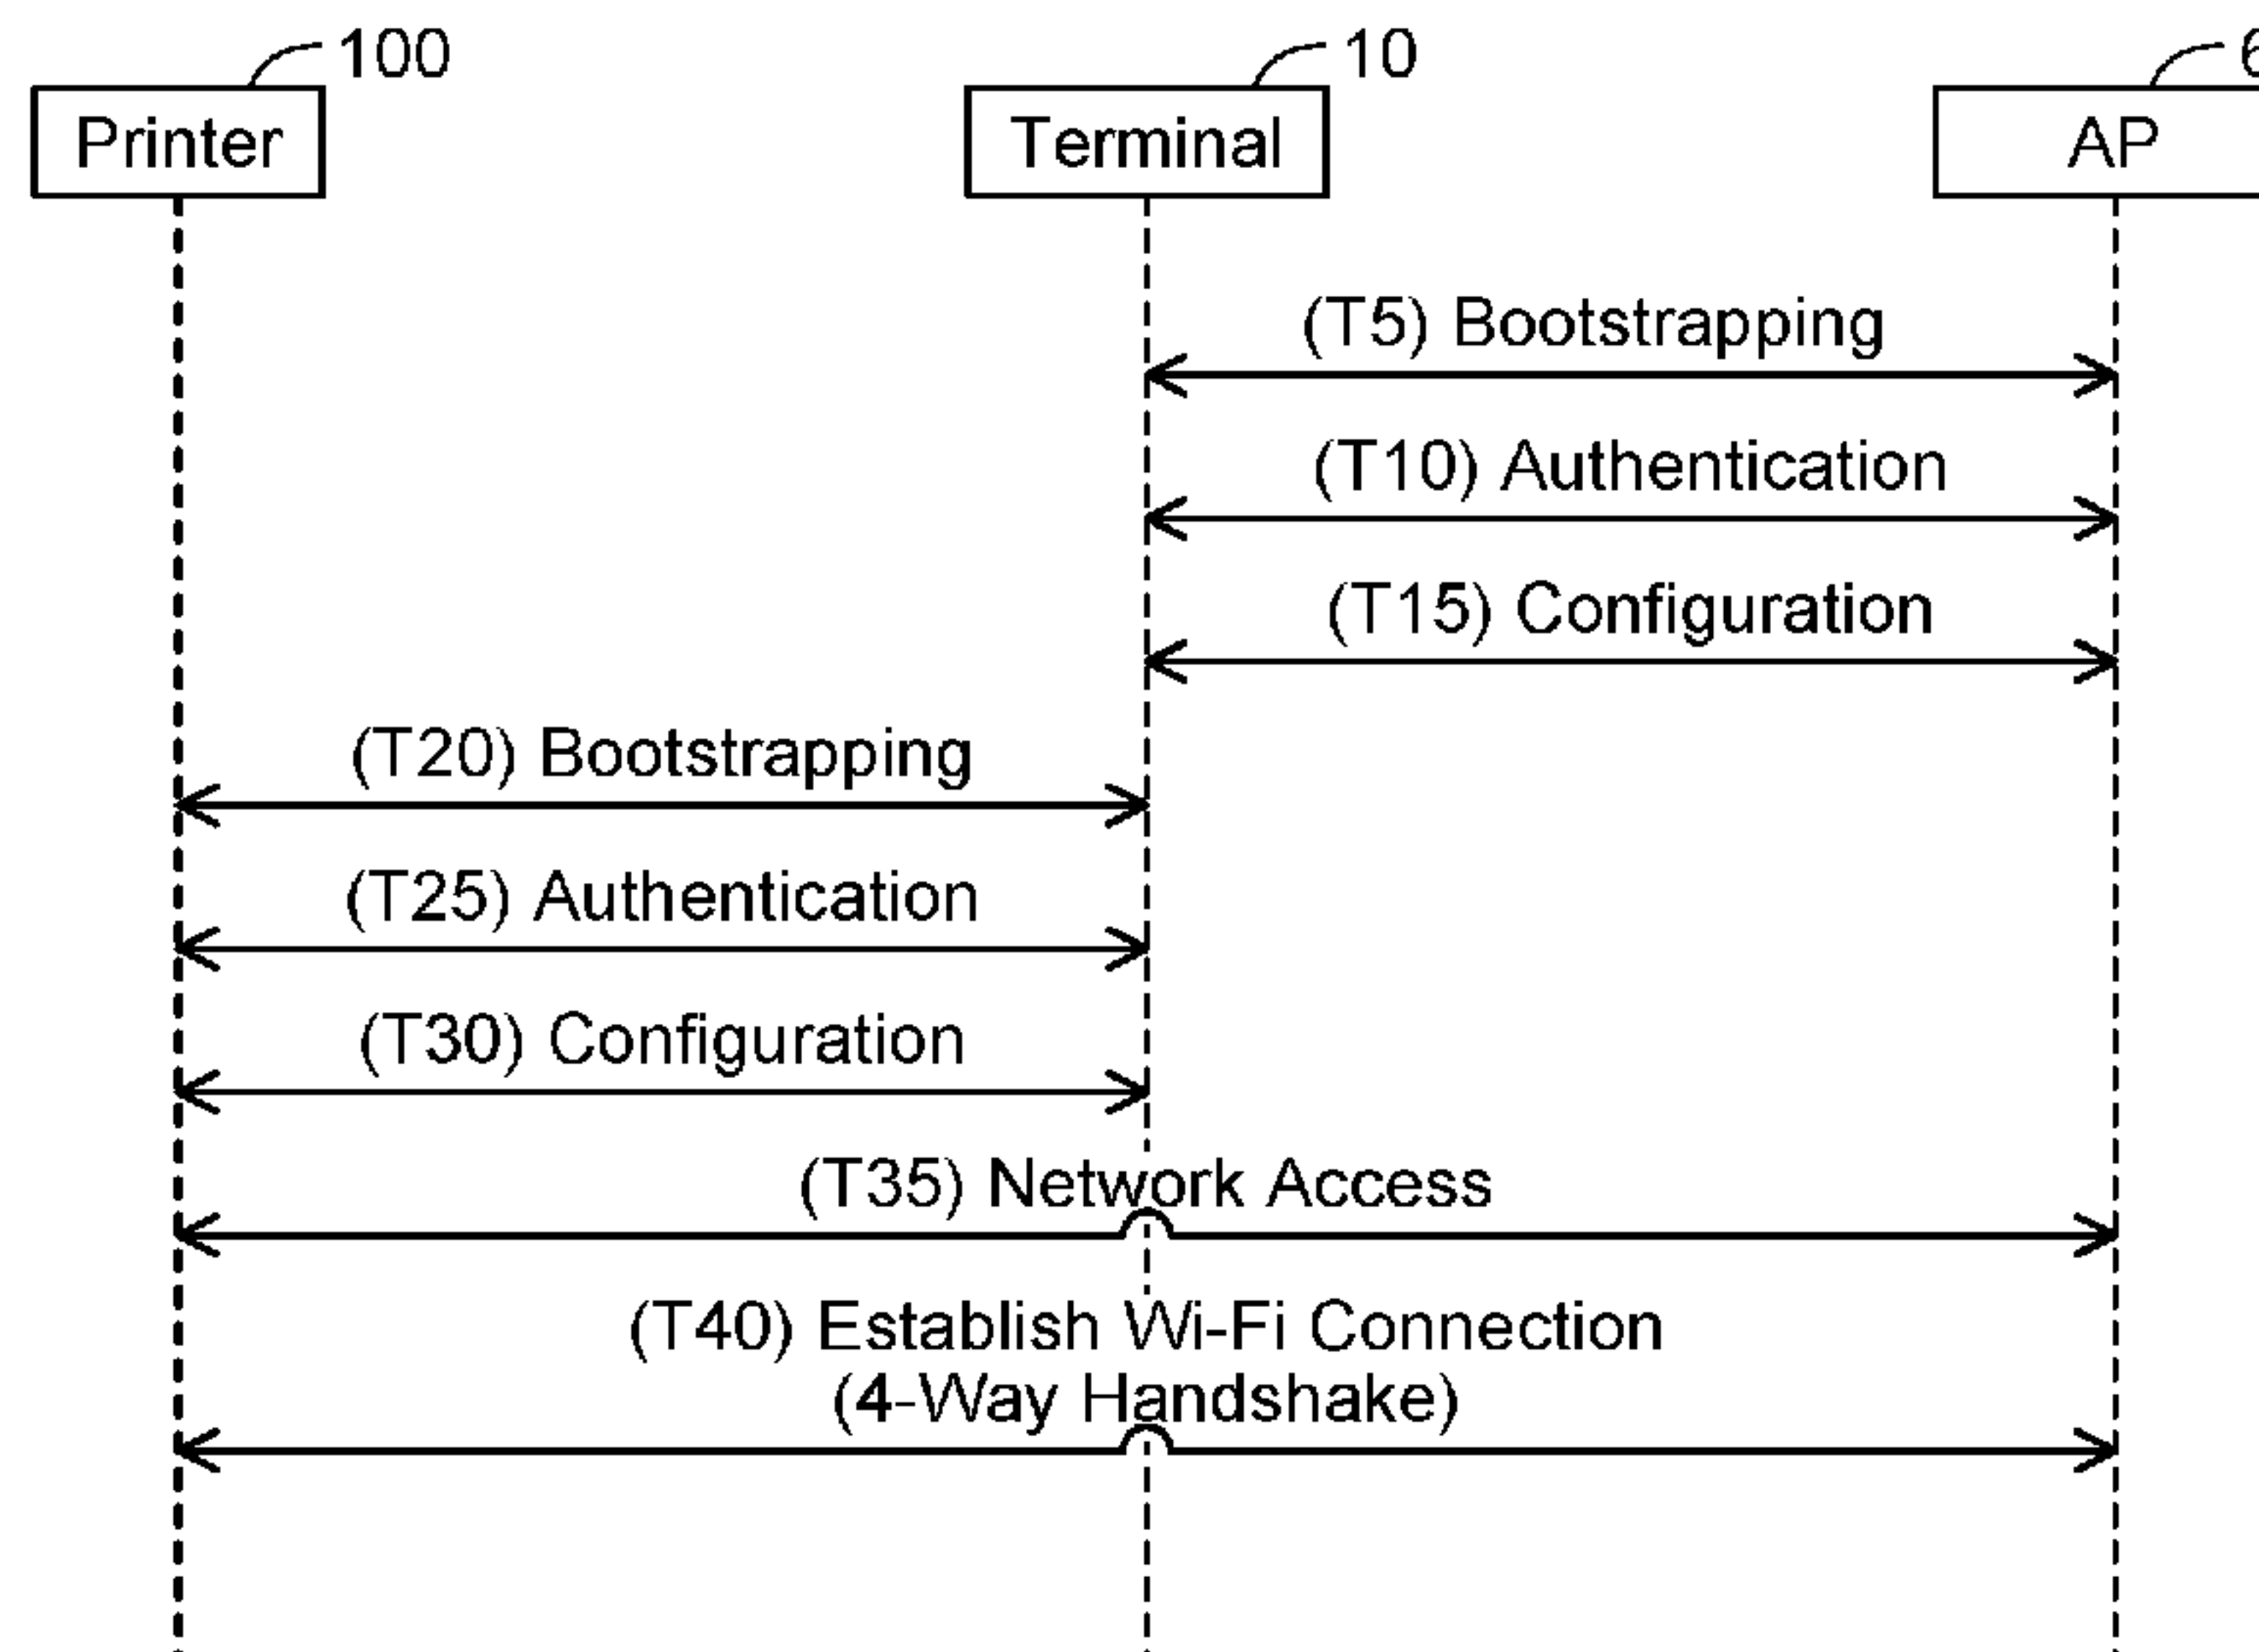 100
10
6
Printer
Terminal
AP
(T5) Bootstrapping
(T10) Authentication
(T15) Configuration
(T20) Bootstrapping
(T25) Authentication
(T30) Configuration
(T35) Network Access
(T40) Establish Wi-Fi Connection
(4-Way Handshake)